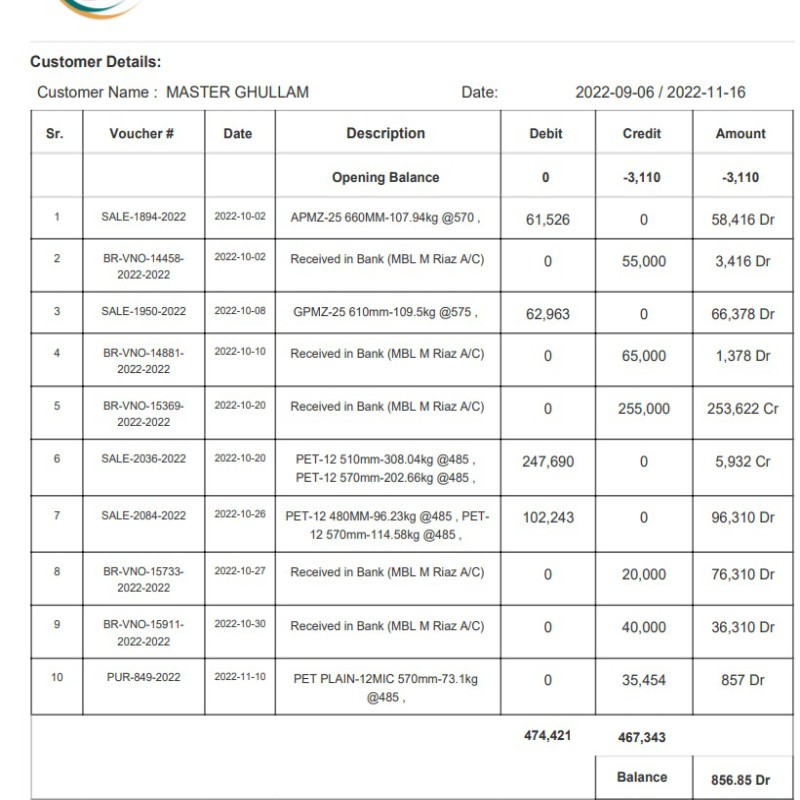 Customer Details:
Customer Name : MASTER GHULLAM Date: 2022-09-06 / 2022-11-16
Sr. Voucher # Date Description Debit Credit Amount
Opening Balance 0 -3,110 -3,110
1 SALE-1894-2022 2022-10-02 APMZ-25 660MM-107.94kg @570 , 61,526 0 58,416 Dr
2 BR-VNO-14458- 2022-10-02 Received in Bank (MBL M Riaz A/C) 0 55,000 3,416 Dr
2022-2022
3 SALE-1950-2022 2022-10-08 GPMZ-25 610mm-109.5kg @575 , 62,963 0 66,378 Dr
4 BR-VNO-14881- 2022-10-10 Received in Bank (MBL M Riaz A/C) 0 65,000 1,378 Dr
2022-2022
5 BR-VNO-15369- 2022-10-20 Received in Bank (MBL M Riaz A/C) 0 255,000 253,622 Cr
2022-2022
6 SALE-2036-2022 2022-10-20 PET-12 510mm-308.04kg @485 , 247,690 0 5,932 Cr
PET-12 570mm-202.66kg @485 ,
7 SALE-2084-2022 2022-10-26 PET-12 480MM-96.23kg @485 , PET- 102,243 0 96,310 Dr
12 570mm-114.58kg @485 ,
8 BR-VNO-15733- 2022-10-27 Received in Bank (MBL M Riaz A/C) 0 20,000 76,310 Dr
2022-2022
9 BR-VNO-15911- 2022-10-30 Received in Bank (MBL M Riaz A/C) 0 40,000 36,310 Dr
2022-2022
10 PUR-849-2022 2022-11-10 PET PLAIN-12MIC 570mm-73.1kg 0 35,454 857 Dr
@485 ,
474,421 467,343
Balance 856.85 Dr